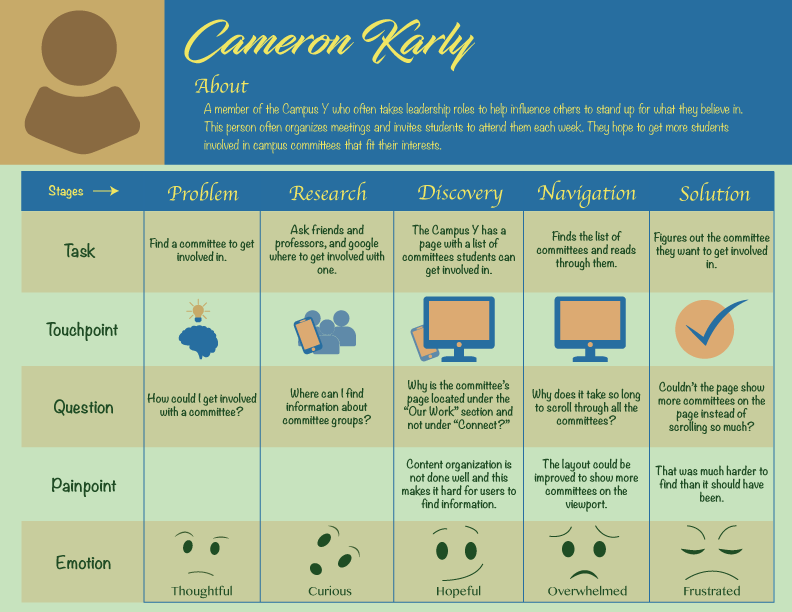 Cameron Karly
About
A member of the Campus Y who often takes leadership roles to help influence others to stand up for what they believe in.
This person often organizes meetings and invites students to attend them each week. They hope to get more students
involved in campus committees that fit their interests.
Stages
Problem
Research
Discovery
Navigation
Solution
Task
Find a committee to get
involved in.
Ask friends and
professors, and google
where to get involved with
one.
The Campus Y has a
page with a list of
committees students can
get involved in.
Finds the list of
committees and reads
through them.
Figures out the committee
they want to get involved
in.
Touchpoint
Question
How could I get involved
with a committee?
Where can I find
information about
committee groups?
Why is the committee's
page located under the
"Our Work" section and
not under "Connect?"
Why does it take so long
to scroll through all the
committees?
Couldn't the page show
more committees on the
page instead of
scrolling so much?
Painpoint
Content organization is
not done well and this
makes it hard for users to
find information.
The layout could be
improved to show more
committees on the
viewport.
That was much harder to
find than it should have
been.
Emotion
Thoughtful
Curious
Hopeful
Overwhelmed
Frustrated